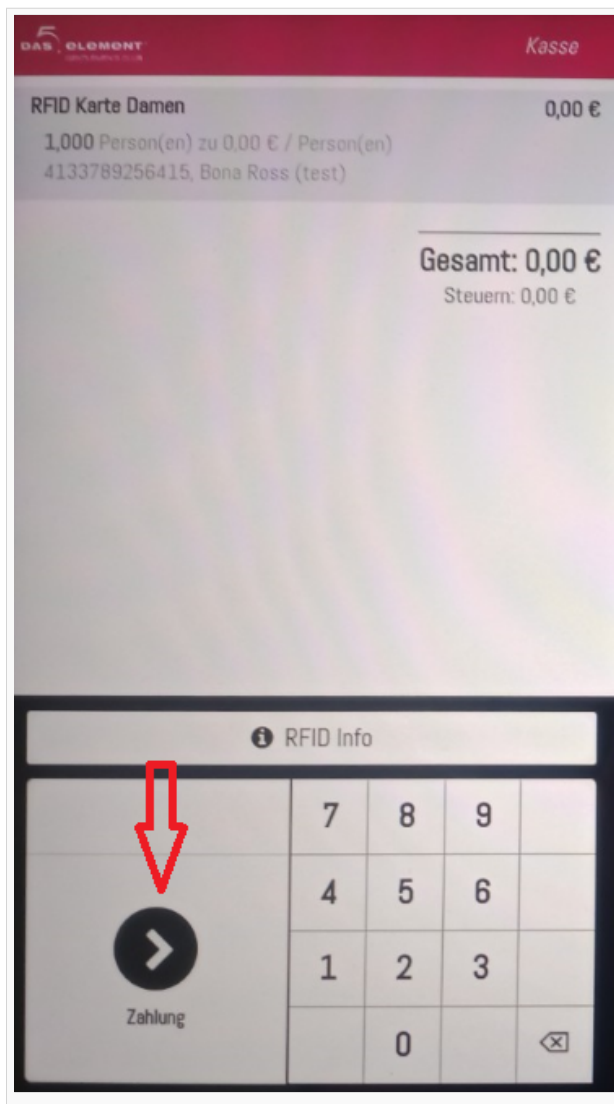 DAS 5 ELEMENT
Kasse
RFID Karte Damen 0,00 €
1,000 Person(en) zu 0,00 € / Person(en)
4133789256415, Bona Ross (test)
Gesamt: 0,00 €
Steuern: 0,00 €
RFID Info
7 8 9
4 5 6
1 2 3
Zahlung
0